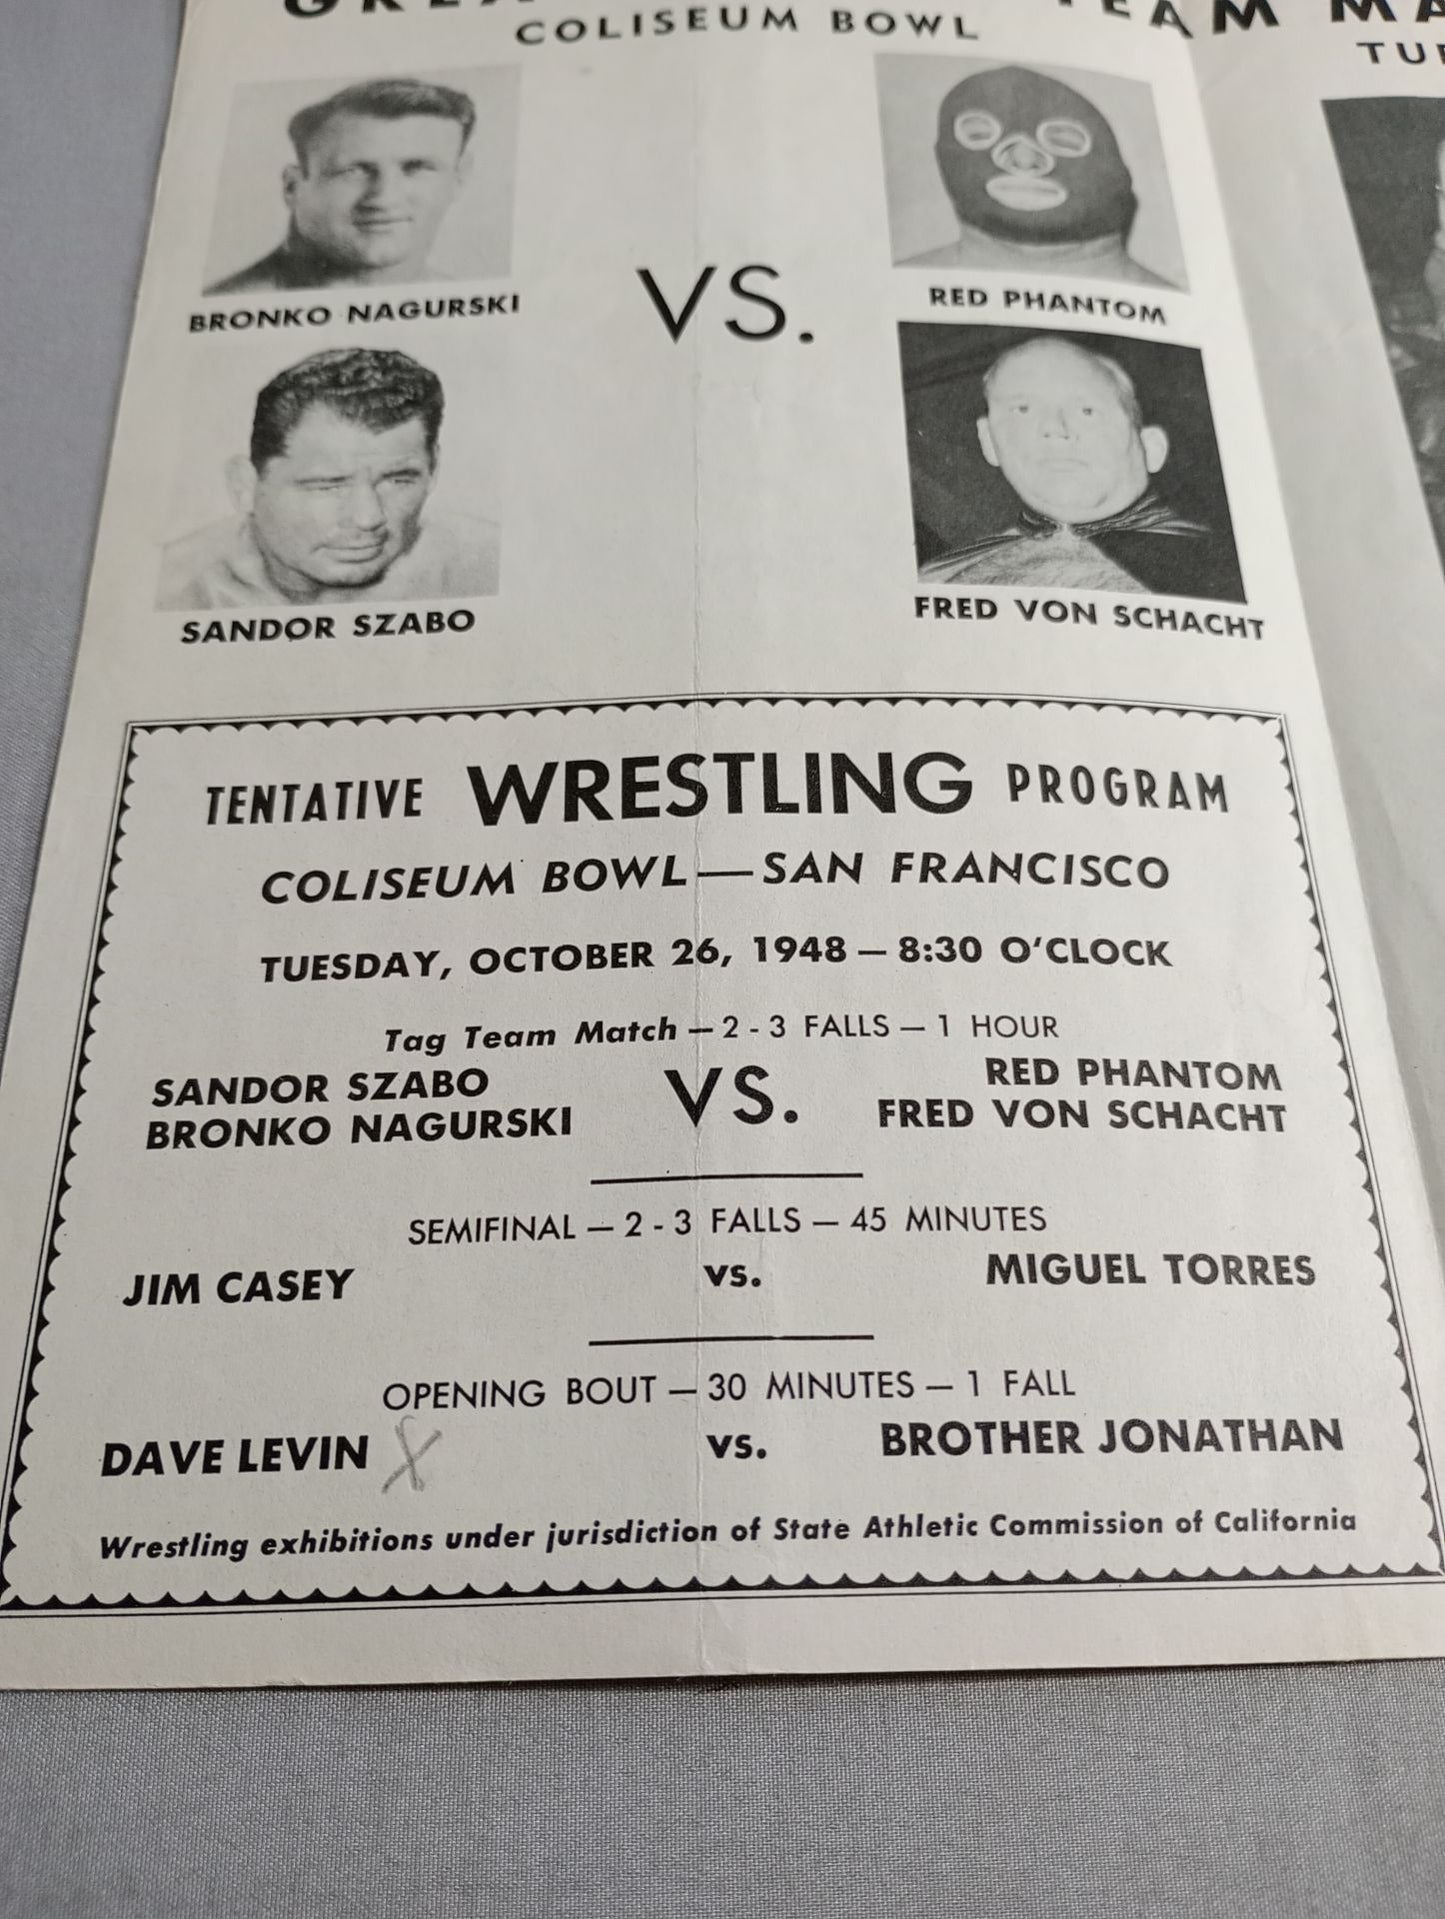 TEAM
COLISEUM BOWL
BRONKO NAGURSKI
VS.
RED PHANTOM
SANDOR SZABO
FRED VON SCHACHT
TENTATIVE WRESTLING PROGRAM
COLISEUM BOWL—SAN FRANCISCO
TUESDAY, OCTOBER 26, 1948 — 8:30 O'CLOCK
Tag Team Match — 2 - 3 FALLS — 1 HOUR
SANDOR SZABO VS. RED PHANTOM
BRONKO NAGURSKI FRED VON SCHACHT
SEMIFINAL — 2 - 3 FALLS — 45 MINUTES
JIM CASEY vs. MIGUEL TORRES
OPENING BOUT — 30 MINUTES — 1 FALL
DAVE LEVIN X vs. BROTHER JONATHAN
Wrestling exhibitions under jurisdiction of State Athletic Commission of California